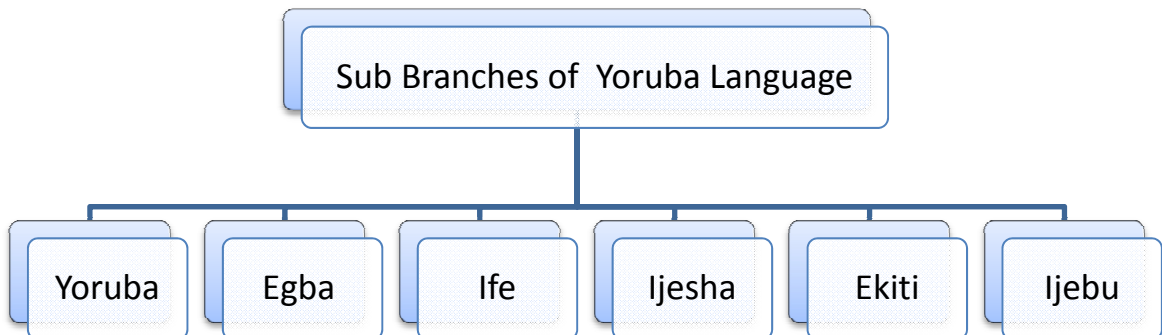 Sub Branches of Yoruba Language
Yoruba
Egba
Ife
Ijesha
Ekiti
Ijebu